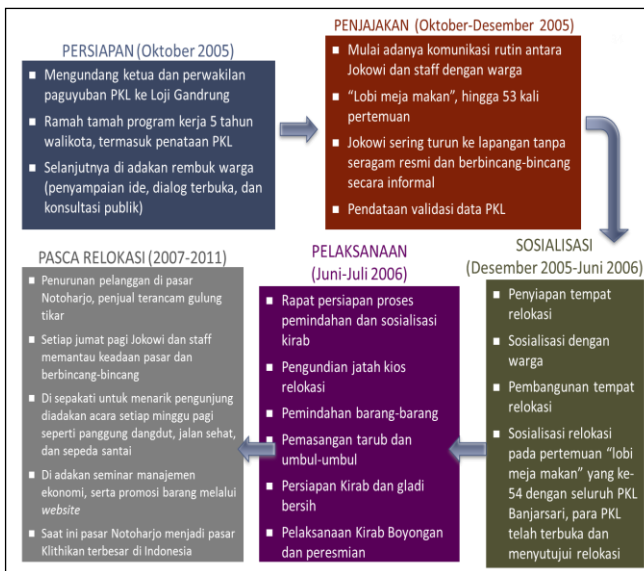 PERSIAPAN (Oktober 2005)
Mengundang ketua dan perwakilan
paguyuban PKL ke Loji Gandrung
Ramah tamah program kerja 5 tahun
walikota, termasuk penataan PKL
Selanjutnya di adakan rembuk warga
(penyampaian ide, dialog terbuka, dan
konsultasi publik)
PENJAJAKAN (Oktober-Desember 2005)
Mulai adanya komunikasi rutin antara
Jokowi dan staff dengan warga
“Lobi meja makan”, hingga 53 kali
pertemuan
Jokowi sering turun ke lapangan tanpa
seragam resmi dan berbincang-bincang
secara informal
Pendataan validasi data PKL
SOSIALISASI
(Desember 2005-Juni 2006)
Penyiapan tempat
relokasi
Sosialisasi dengan
warga
Pembangunan tempat
relokasi
Sosialisasi relokasi
pada pertemuan “lobi
meja makan” yang ke-
54 dengan seluruh PKL
Banjarsari, para PKL
telah terbuka dan
menyutujui relokasi
PELAKSANAAN
(Juni-Juli 2006)
Rapat persiapan proses
pemindahan dan sosialisasi
kirab
Pengundian jatah kios
relokasi
Pemindahan barang-barang
Pemasangan tarub dan
umbul-umbul
Persiapan Kirab dan gladi
bersih
Pelaksanaan Kirab Boyongan
dan peresmian
PASCA RELOKASI (2007-2011)
Penurunan pelanggan di pasar
Notoharjo, penjual terancam gulung
tikar
Setiap jumat pagi Jokowi dan staff
memantau keadaan pasar dan
berbincang-bincang
Di sepakati untuk menarik pengunjung
diadakan acara setiap minggu pagi
seperti panggung dangdut, jalan sehat,
dan sepeda santai
Di adakan seminar manajemen
ekonomi, serta promosi barang melalui
website
Saat ini pasar Notoharjo menjadi pasar
Klithikan terbesar di Indonesia